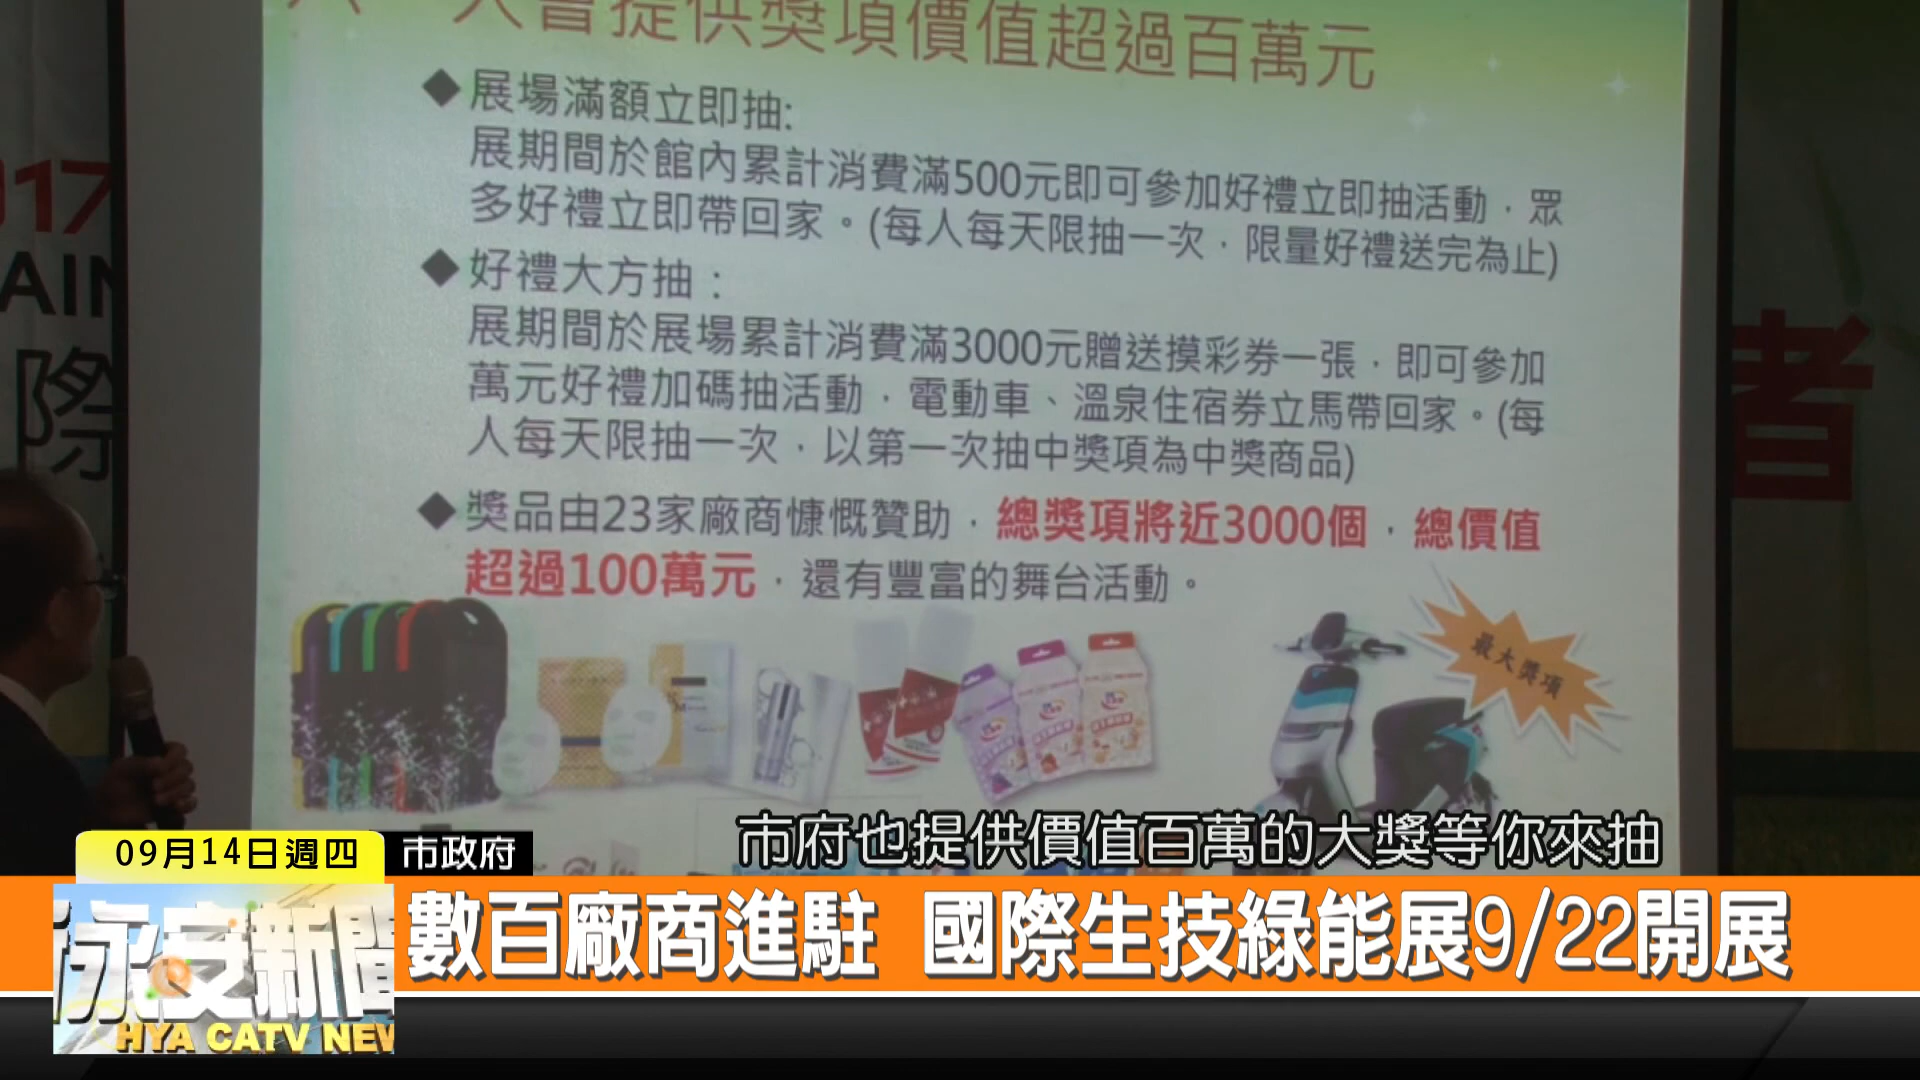 大會提供獎項價值超過百萬元
◆展場滿額立即抽:
展期間於館內累計消費滿500元即可參加好禮立即抽活動，眾
多好禮立即帶回家。(每人每天限抽一次，限量好禮送完為止)
◆好禮大方抽：
展期間於展場累計消費滿3000元贈送摸彩券一張，即可參加
萬元好禮加碼抽活動，電動車、溫泉住宿券立馬帶回家。(每
人每天限抽一次，以第一次抽中獎項為中獎商品)
◆獎品由23家廠商慷慨贊助，總獎項將近3000個，總價值
超過100萬元，還有豐富的舞台活動。
最大獎項
017
AIN
際
者
市府也提供價值百萬的大獎等你來抽
09月14日週四
市政府
數百廠商進駐 國際生技綠能展9/22開展
永安新聞
HYA CATV NEW